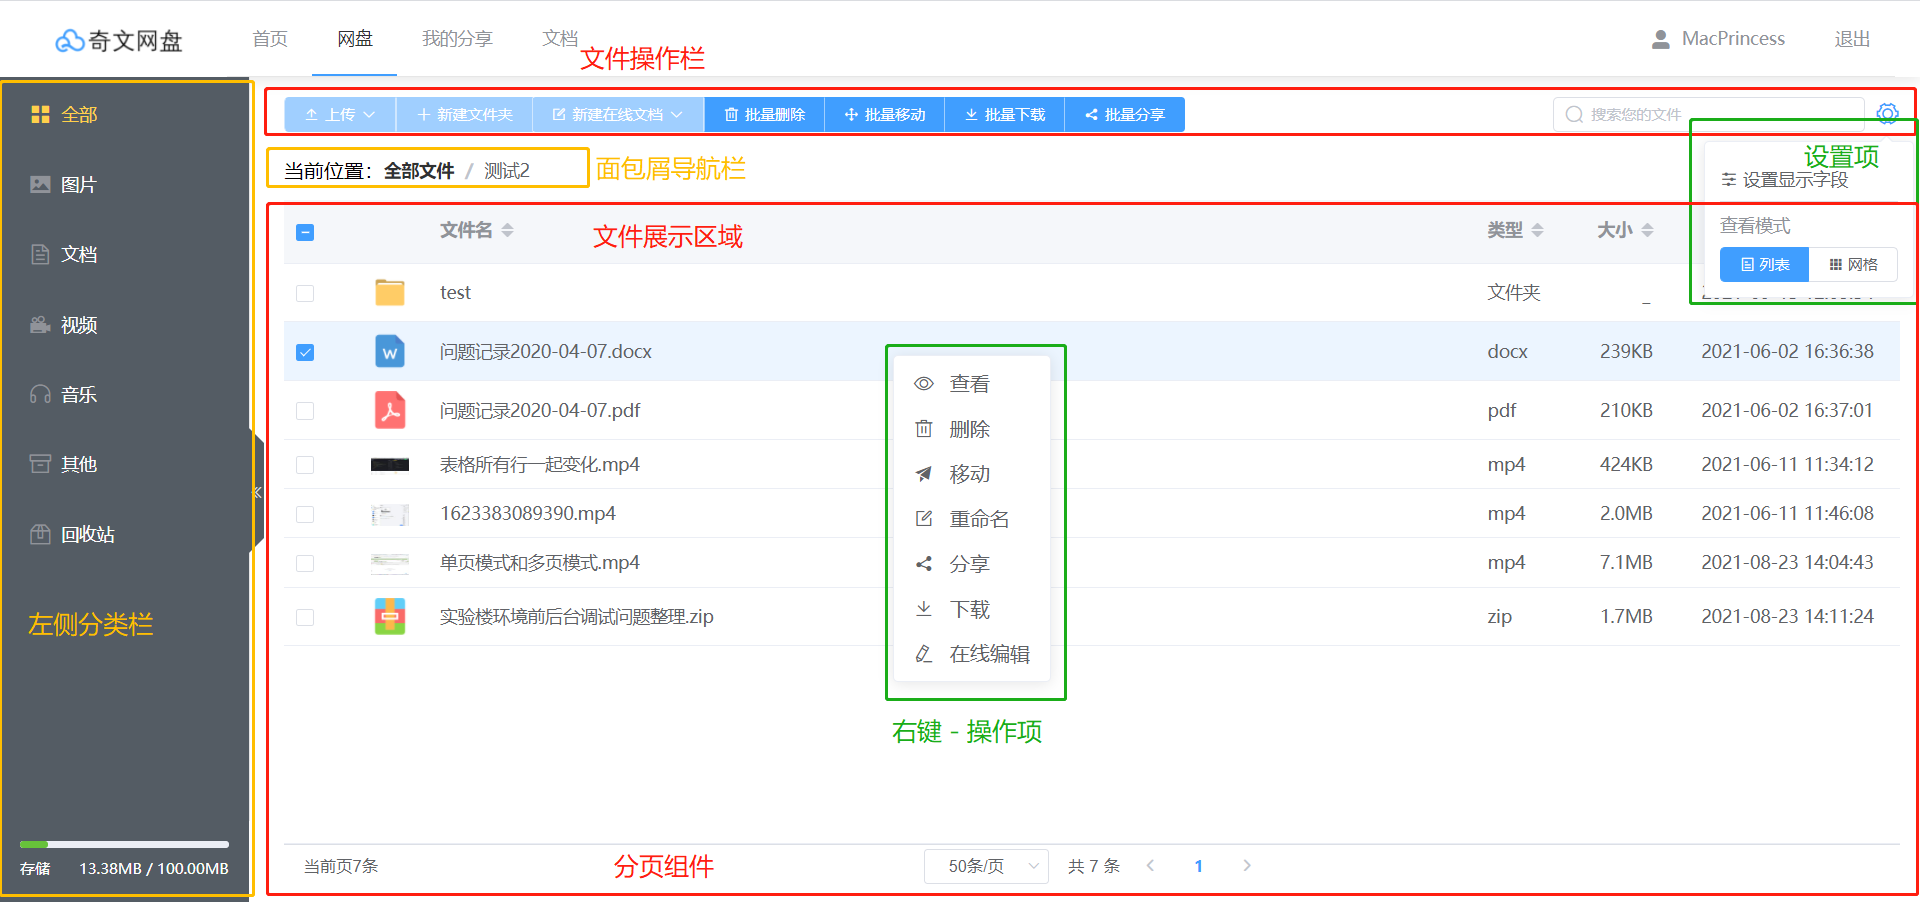 奇文网盘
首页 网盘 我的分享 文档
MacPrincess 退出
文件操作栏
上传 新建文件夹 新建在线文档 批量删除 批量移动 批量下载 批量分享
搜索您的文件
当前位置： 全部文件 / 测试2
面包屑导航栏
设置项
设置显示字段
查看模式
列表 网格
全部
图片
文档
视频
音乐
其他
回收站
左侧分类栏
存储 13.38MB / 100.00MB
文件名 类型 大小
文件展示区域
test 文件夹 _
问题记录2020-04-07.docx docx 239KB 2021-06-02 16:36:38
问题记录2020-04-07.pdf pdf 210KB 2021-06-02 16:37:01
表格所有行一起变化.mp4 mp4 424KB 2021-06-11 11:34:12
1623383089390.mp4 mp4 2.0MB 2021-06-11 11:46:08
单页模式和多页模式.mp4 mp4 7.1MB 2021-08-23 14:04:43
实验楼环境前后台调试问题整理.zip zip 1.7MB 2021-08-23 14:11:24
查看
删除
移动
重命名
分享
下载
在线编辑
右键 - 操作项
当前页7条
分页组件
50条/页 共 7 条 1